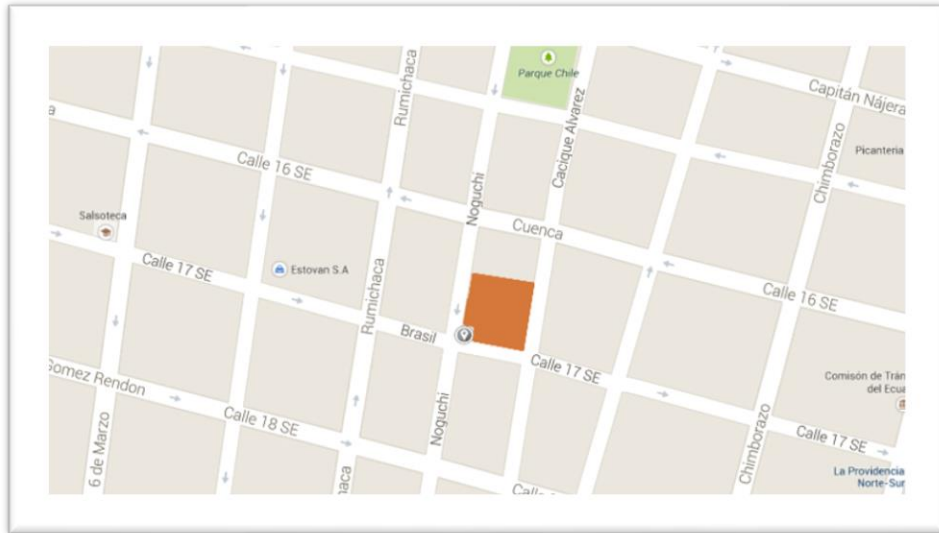 Parque Chile
Capitán Nájera
Rumichaca
Cacique Alvarez
Chimborazo
Picanteria
a
Calle 16 SE
Noguchi
Cuenca
Salsoteca
Calle 17 SE
Estovan S.A
Rumichaca
Calle 16 SE
Brasil
Calle 17 SE
Gomez Rendon
Comisón de Trán
del Ecua
Calle 18 SE
Noguchi
Chimborazo
Calle 17 SE
6 de Marzo
chaca
Calle
La Providencia
Norte-Sur